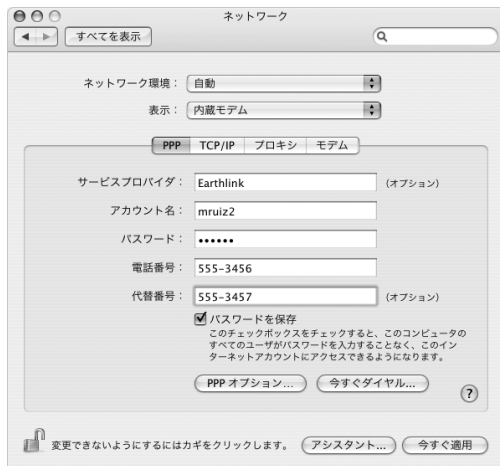 ネットワーク
すべてを表示
ネットワーク環境： 自動
表示： 内蔵モデム
PPP TCP/IP プロキシ モデム
サービスプロバイダ： Earthlink (オプション)
アカウント名： mruiz2
パスワード： ••••••
電話番号： 555-3456
代替番号： 555-3457 (オプション)
パスワードを保存
このチェックボックスをチェックすると、このコンピュータの
すべてのユーザがパスワードを入力することなく、このイン
ターネットアカウントにアクセスできるようになります。
PPP オプション... 今すぐダイヤル...
?
変更できないようにするにはカギをクリックします。 アシスタント... 今すぐ適用